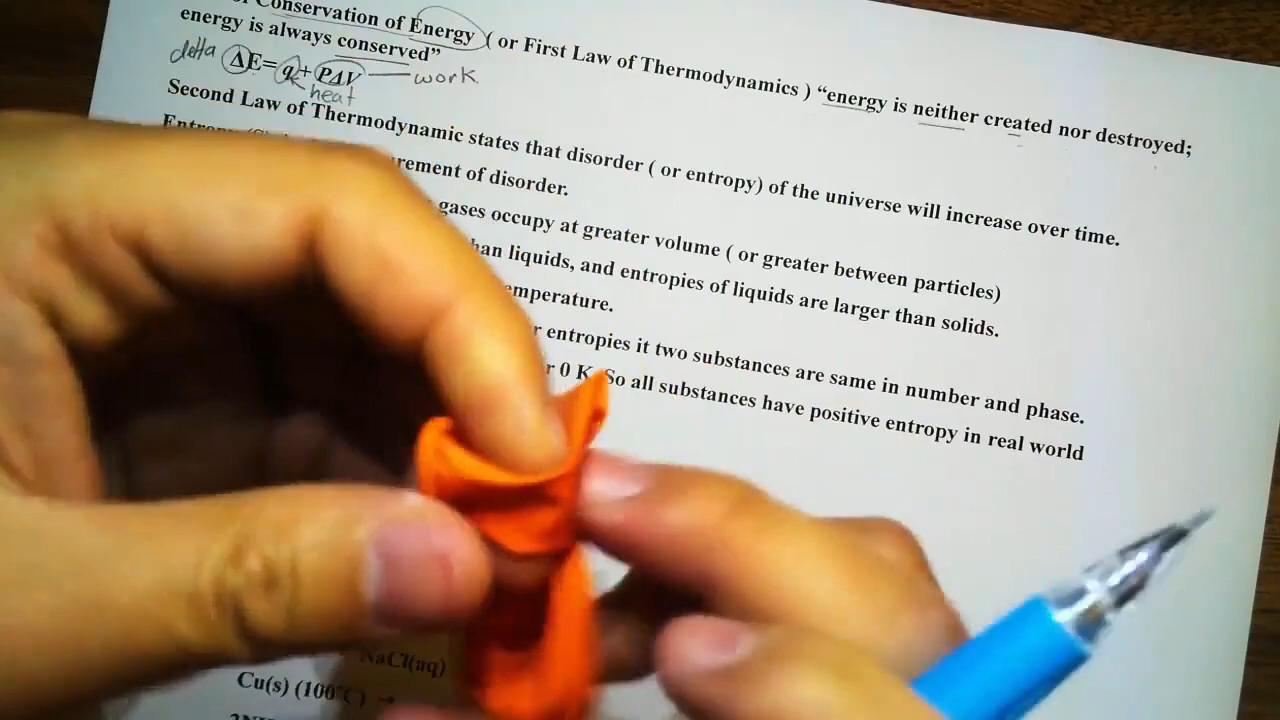 Conservation of Energy ( or First Law of Thermodynamics ) “energy is neither created nor destroyed;
energy is always conserved”
delta ΔE= q + PΔV — work
heat
Second Law of Thermodynamic states that disorder ( or entropy) of the universe will increase over time.
rement of disorder.
gases occupy at greater volume ( or greater between particles)
han liquids, and entropies of liquids are larger than solids.
emperature.
r entropies it two substances are same in number and phase.
r 0 K. So all substances have positive entropy in real world
NaCl(aq)
Cu(s) (100°C) →